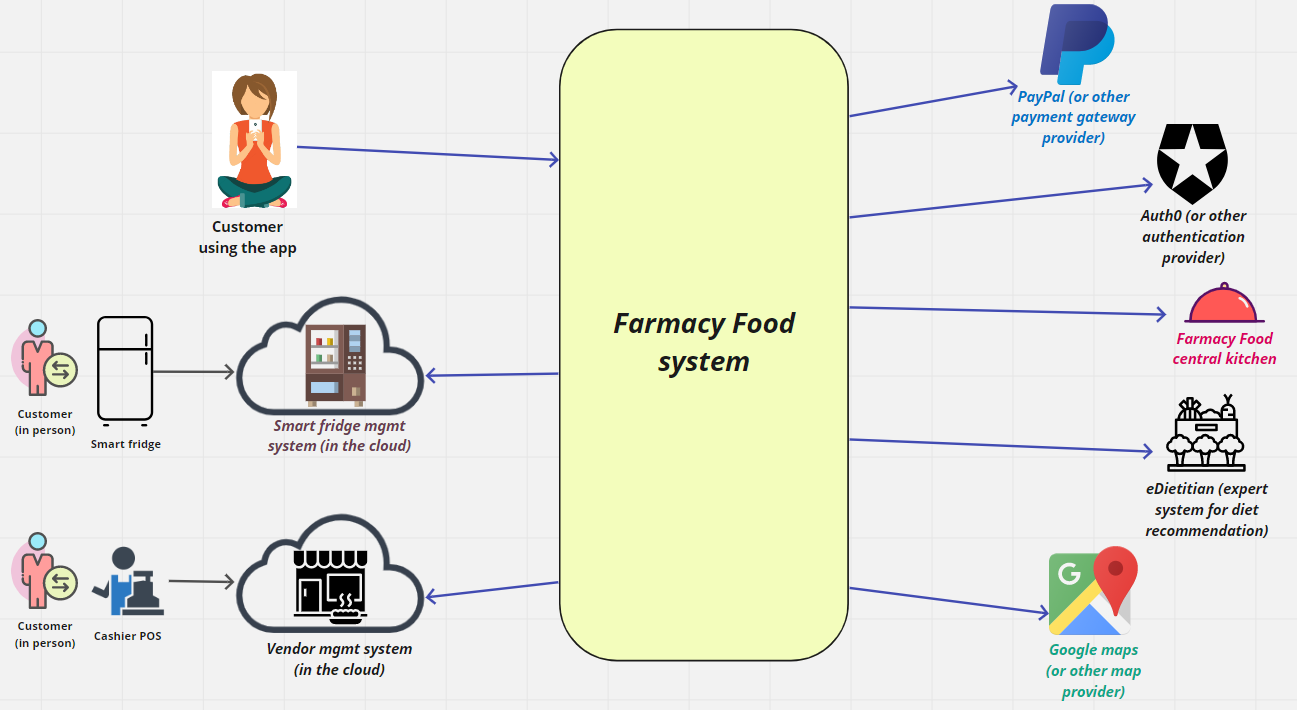 PayPal (or other
payment gateway
provider)
Customer
using the app
Auth0 (or other
authentication
provider)
Farmacy Food
system
Farmacy Food
central kitchen
Customer
(in person)
Smart fridge
Smart fridge mgmt
system (in the cloud)
eDietitian (expert
system for diet
recommendation)
G
Customer
(in person)
Cashier POS
Vendor mgmt system
(in the cloud)
Google maps
(or other map
provider)